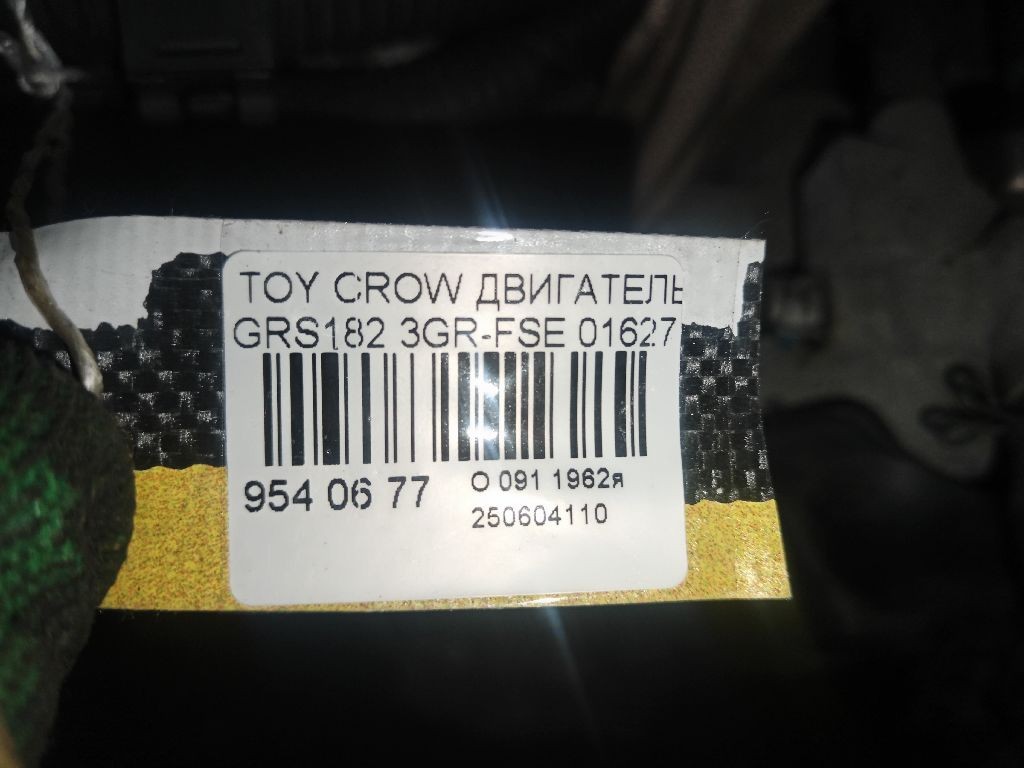 TOY CROW ДВИГАТЕЛЬ
GRS182 3GR-FSE 01627
954 06 77
О 091 1962я
250604110